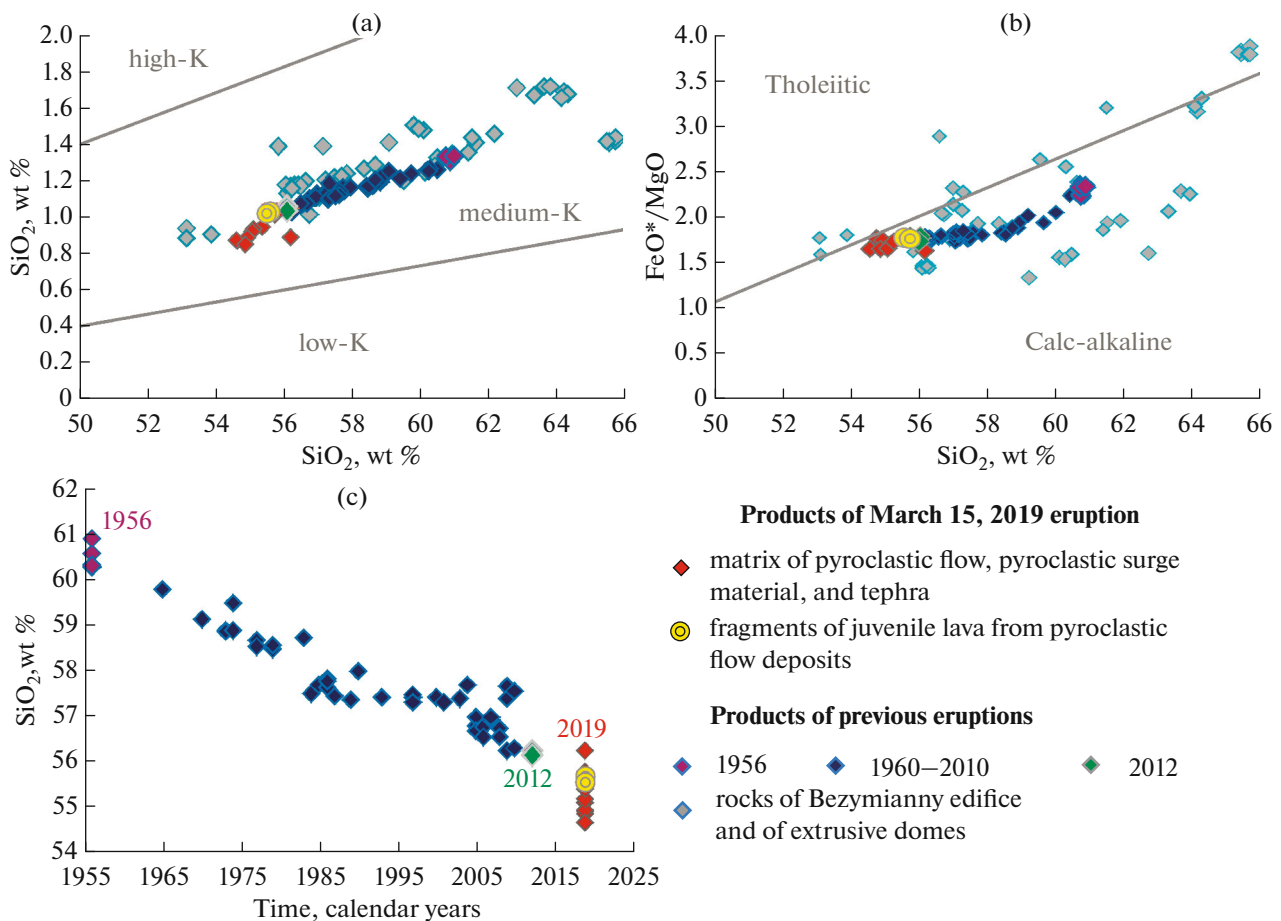 (a)
2.0
1.8
1.6
1.4
1.2
1.0
0.8
0.6
0.4
0.2
0
high-K
medium-K
low-K
SiO2, wt %
50 52 54 56 58 60 62 64 66
SiO2, wt %
(b)
4.0
3.5
3.0
2.5
2.0
1.5
1.0
0.5
0
Tholeiitic
Calc-alkaline
FeO*/MgO
50 52 54 56 58 60 62 64 66
SiO2, wt %
(c)
62
61
60
59
58
57
56
55
54
1956
2012
2019
SiO2,wt %
1955 1965 1975 1985 1995 2005 2015 2025
Time, calendar years
Products of March 15, 2019 eruption
matrix of pyroclastic flow, pyroclastic surge
material, and tephra
fragments of juvenile lava from pyroclastic
flow deposits
Products of previous eruptions
1956 1960–2010 2012
rocks of Bezymianny edifice
and of extrusive domes